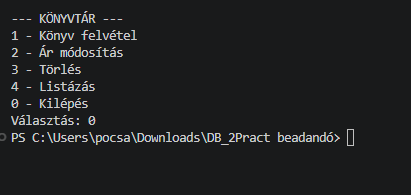 --- KÖNYVTÁR ---
1 - Könyv felvétel
2 - Ár módosítás
3 - Törlés
4 - Listázás
0 - Kilépés
Választás: 0
PS C:\Users\pocsa\Downloads\DB_2Pract beadandó>